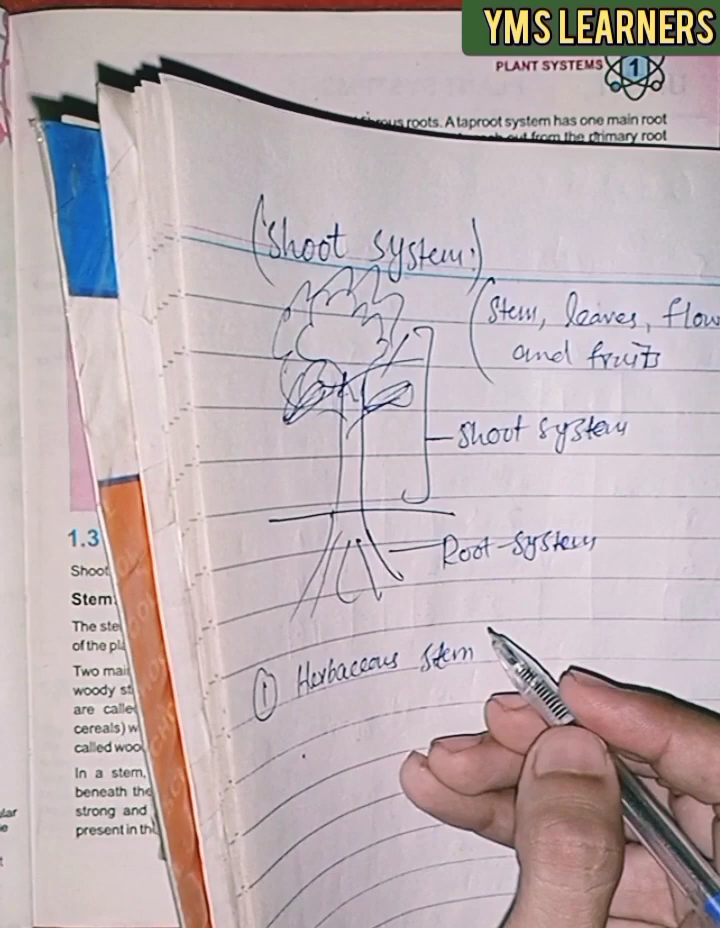 YMS LEARNERS
PLANT SYSTEMS 1
roots. A taproot system has one main root
from the primary root
(Shoot system:)
(Stem, leaves, flow
and fruits
Shoot system
Root-System
① Herbaceous stem
1.3
Shoot
Stem:
The ste
of the pl
Two mai
woody st
are calle
cereals) w
called woo
In a stem,
beneath the
strong and
present in th